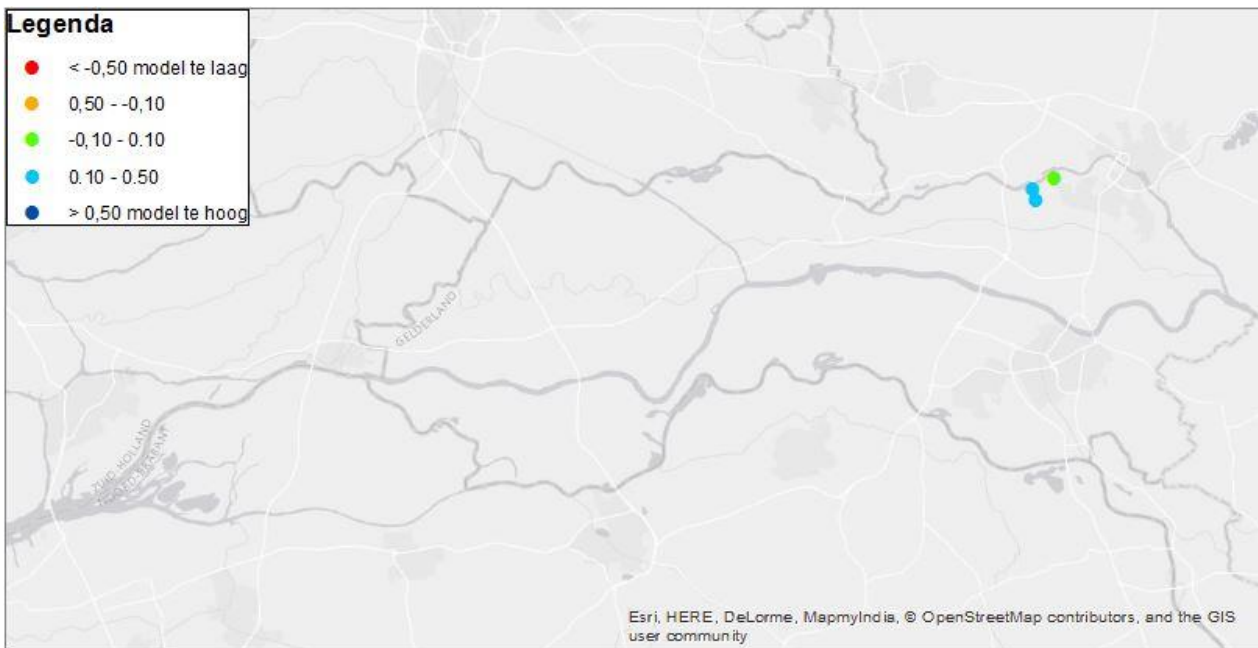 Legenda
< -0,50 model te laag
0,50 - -0,10
-0,10 - 0.10
0.10 - 0.50
> 0,50 model te hoog
GELDERLAND
ZUID-HOLLAND
NOORD-BRABANT
Esri, HERE, DeLorme, MapmyIndia, © OpenStreetMap contributors, and the GIS
user community